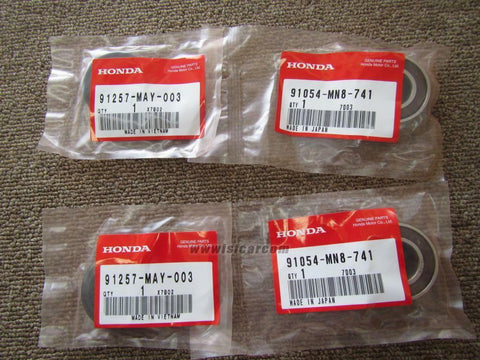 HONDA
GENUINE PARTS
Honda Motor Co., Ltd.
91257-MAY-003
QTY 1 X7B02
MADE IN VIETNAM
HONDA
GENUINE PARTS
Honda Motor Co., Ltd.
91054-MN8-741
QTY 1 7003
MADE IN JAPAN
HONDA
GENUINE PARTS
Honda Motor Co., Ltd.
91257-MAY-003
QTY 1 X7B02
MADE IN VIETNAM
HONDA
GENUINE PARTS
Honda Motor Co., Ltd.
91054-MN8-741
QTY 1 7003
MADE IN JAPAN